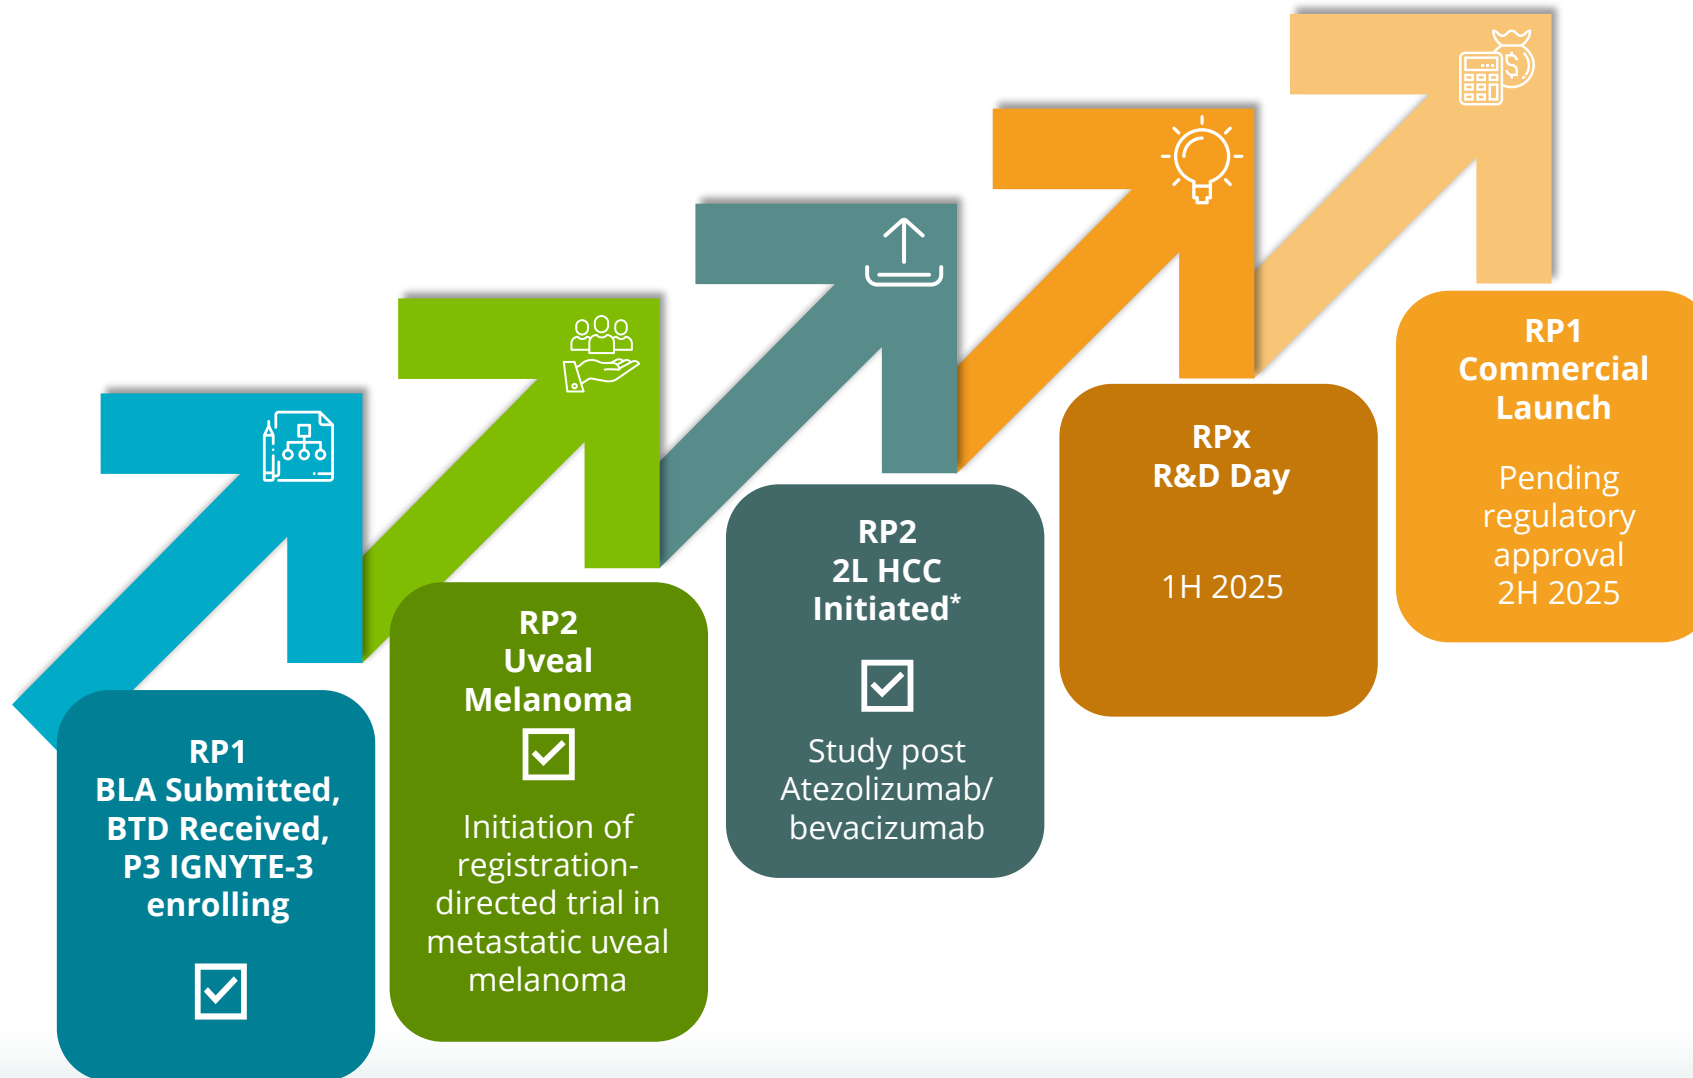 RP1
BLA Submitted,
BTD Received,
P3 IGNYTE-3
enrolling
RP2
Uveal
Melanoma
Initiation of
registration-
directed trial in
metastatic uveal
melanoma
RP2
2L HCC
Initiated*
Study post
Atezolizumab/
bevacizumab
RPx
R&D Day
1H 2025
RP1
Commercial
Launch
Pending
regulatory
approval
2H 2025